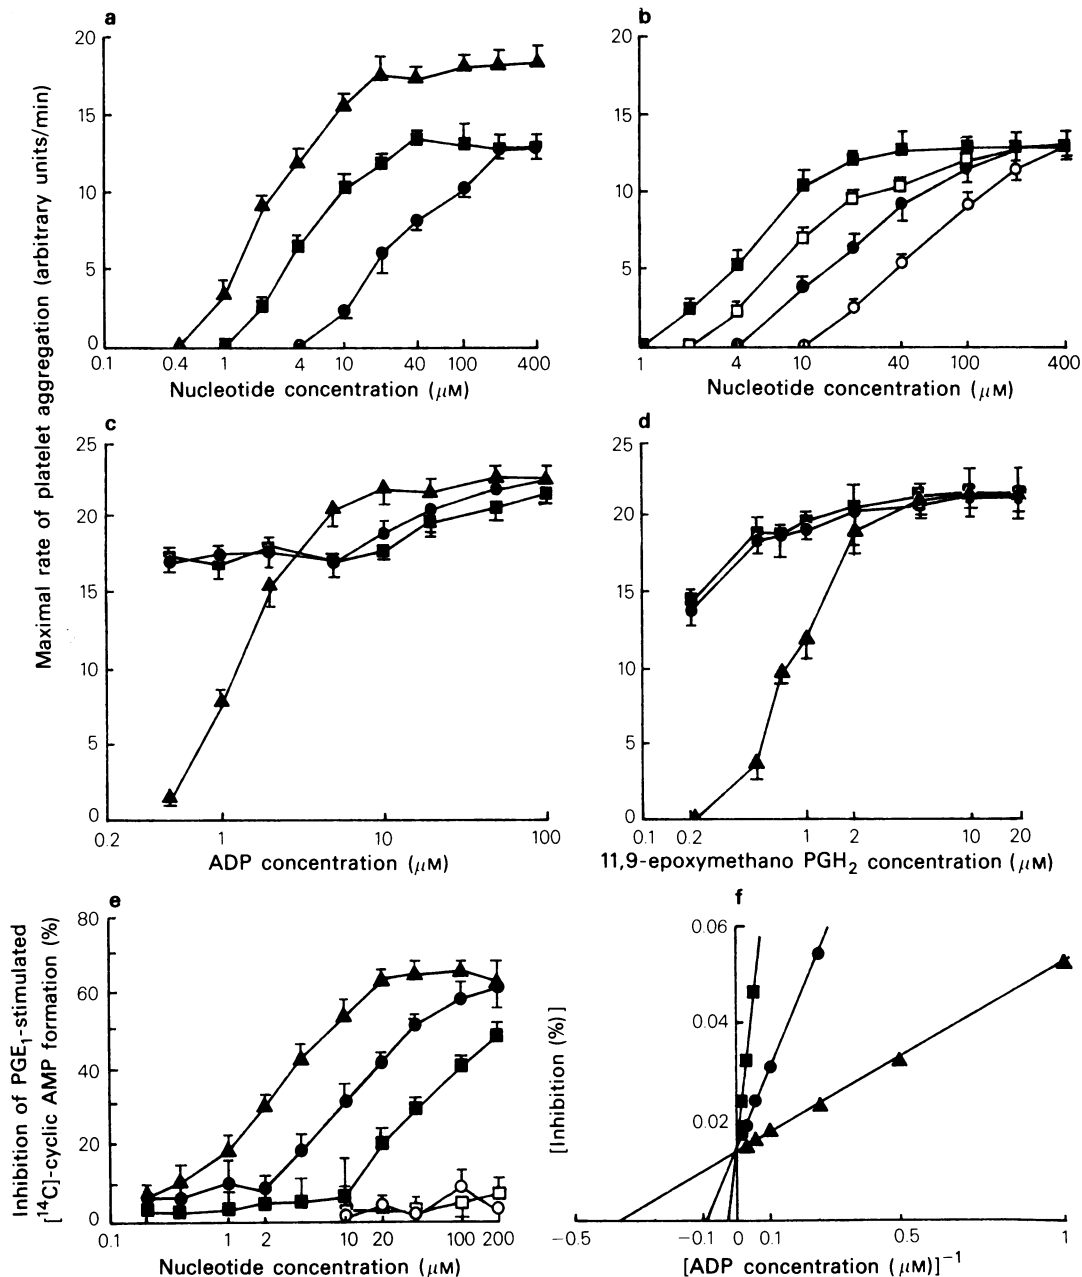 a
b
Maximal rate of platelet aggregation (arbitrary units/min)
20
15
10
5
0
0.1 0.4 1 4 10 40 100 400
Nucleotide concentration (μM)
20
15
10
5
1 4 10 40 100 400
Nucleotide concentration (μM)
c
d
25
20
15
10
5
0
0.2 1 10 100
ADP concentration (μM)
25
20
15
10
5
0
0.1 0.2 1 2 10 20
11,9-epoxymethano PGH2 concentration (μM)
e
f
Inhibition of PGE1-stimulated
[14C]-cyclic AMP formation (%)
80
60
40
20
0
0.1 1 2 10 20 100 200
Nucleotide concentration (μM)
[Inhibition (%)]
0.06
0.04
0.02
−0.5 −0.1 0 0.1 0.5 1
[ADP concentration (μM)]−1